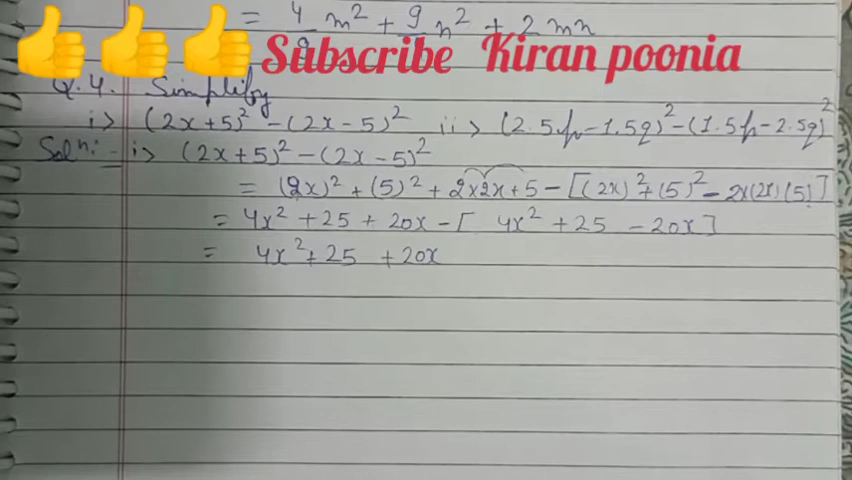 = 4/9 m² + 9/ n² + 2mn
Subscribe Kiran poonia
Q.4. Simplify
i> (2x+5)² -(2x-5)² ii> (2.5p-1.5q)²-(1.5p-2.5q)²
Solⁿ:- i> (2x+5)² -(2x-5)²
= (2x)² + (5)² + 2x2x+5 - [(2x)²+(5)² - 2x(2x)(5)]
= 4x² + 25 + 20x - [ 4x² + 25 - 20x]
= 4x² + 25 + 20x